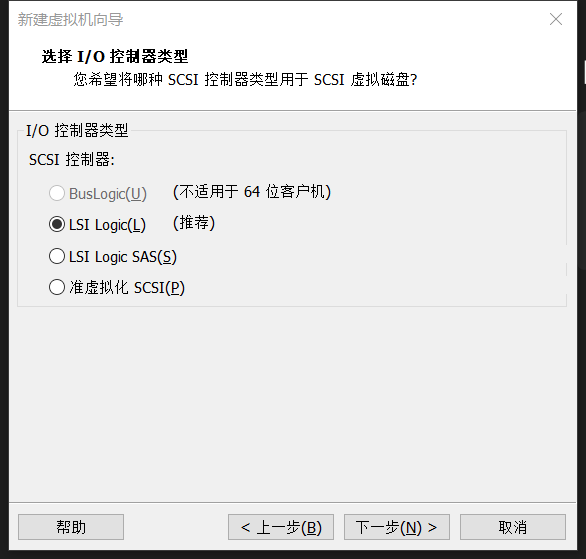 新建虚拟机向导
选择 I/O 控制器类型
您希望将哪种 SCSI 控制器类型用于 SCSI 虚拟磁盘?
I/O 控制器类型
SCSI 控制器:
BusLogic(U) (不适用于 64 位客户机)
LSI Logic(L) (推荐)
LSI Logic SAS(S)
准虚拟化 SCSI(P)
帮助 < 上一步(B) 下一步(N) > 取消